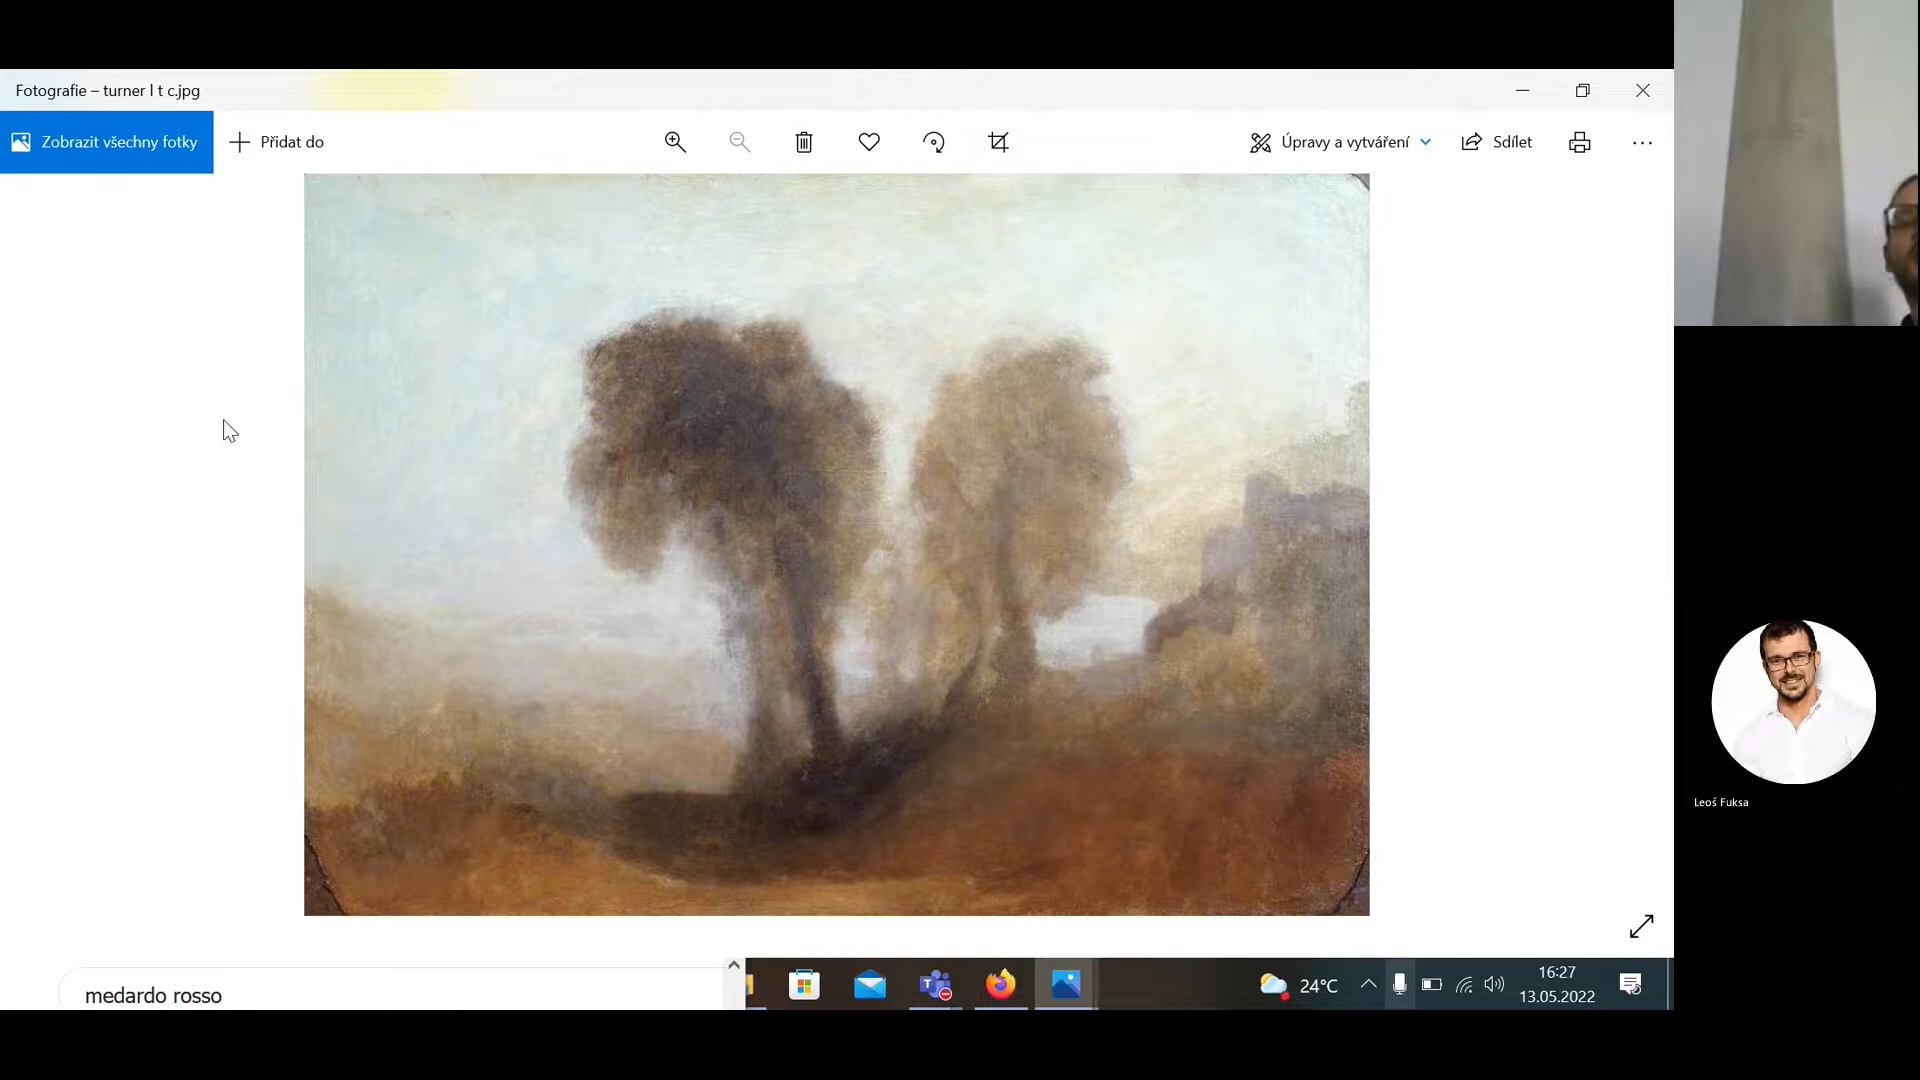 Fotografie – turner l t c.jpg
Zobrazit všechny fotky
Přidat do
Úpravy a vytváření
Sdílet
Leoš Fuksa
medardo rosso
24°C
16:27
13.05.2022